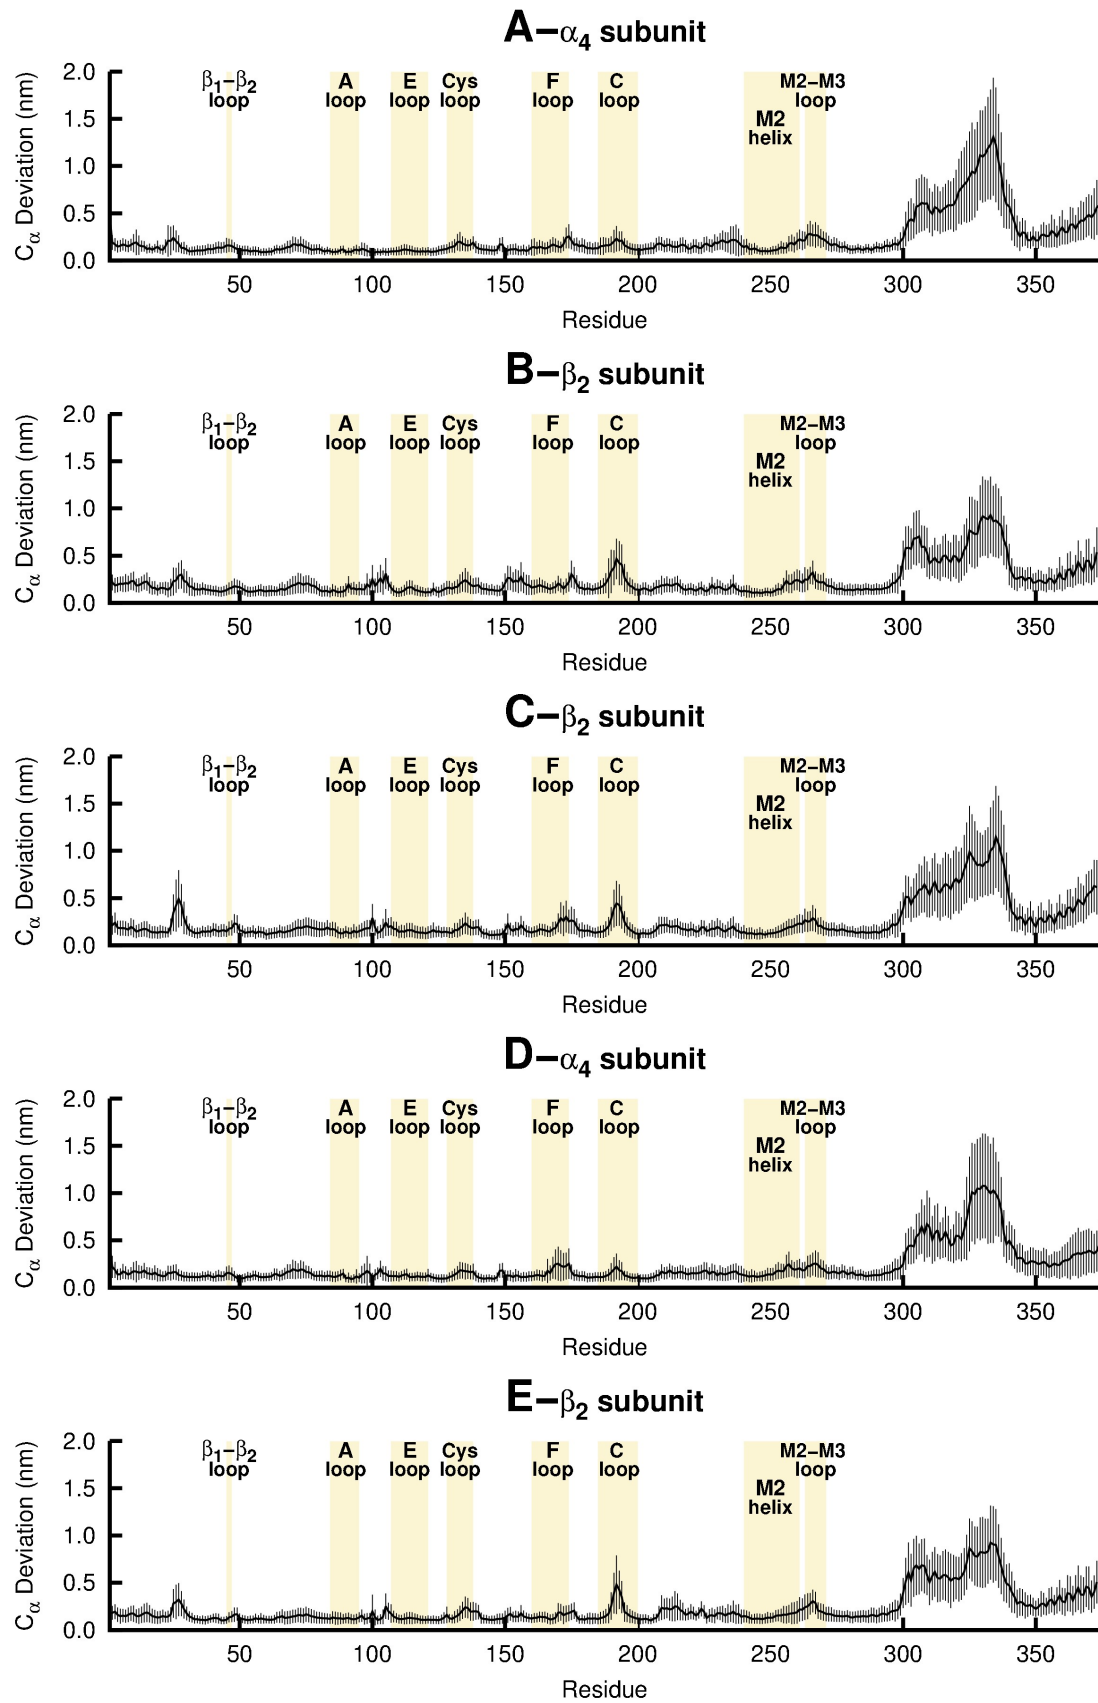 A–α4 subunit
Cα Deviation (nm)
2.0
1.5
1.0
0.5
0.0
β1–β2 loop
A loop
E loop
Cys loop
F loop
C loop
M2 helix
M2–M3 loop
50 100 150 200 250 300 350
Residue
B–β2 subunit
Cα Deviation (nm)
2.0
1.5
1.0
0.5
0.0
β1–β2 loop
A loop
E loop
Cys loop
F loop
C loop
M2 helix
M2–M3 loop
50 100 150 200 250 300 350
Residue
C–β2 subunit
Cα Deviation (nm)
2.0
1.5
1.0
0.5
0.0
β1–β2 loop
A loop
E loop
Cys loop
F loop
C loop
M2 helix
M2–M3 loop
50 100 150 200 250 300 350
Residue
D–α4 subunit
Cα Deviation (nm)
2.0
1.5
1.0
0.5
0.0
β1–β2 loop
A loop
E loop
Cys loop
F loop
C loop
M2 helix
M2–M3 loop
50 100 150 200 250 300 350
Residue
E–β2 subunit
Cα Deviation (nm)
2.0
1.5
1.0
0.5
0.0
β1–β2 loop
A loop
E loop
Cys loop
F loop
C loop
M2 helix
M2–M3 loop
50 100 150 200 250 300 350
Residue